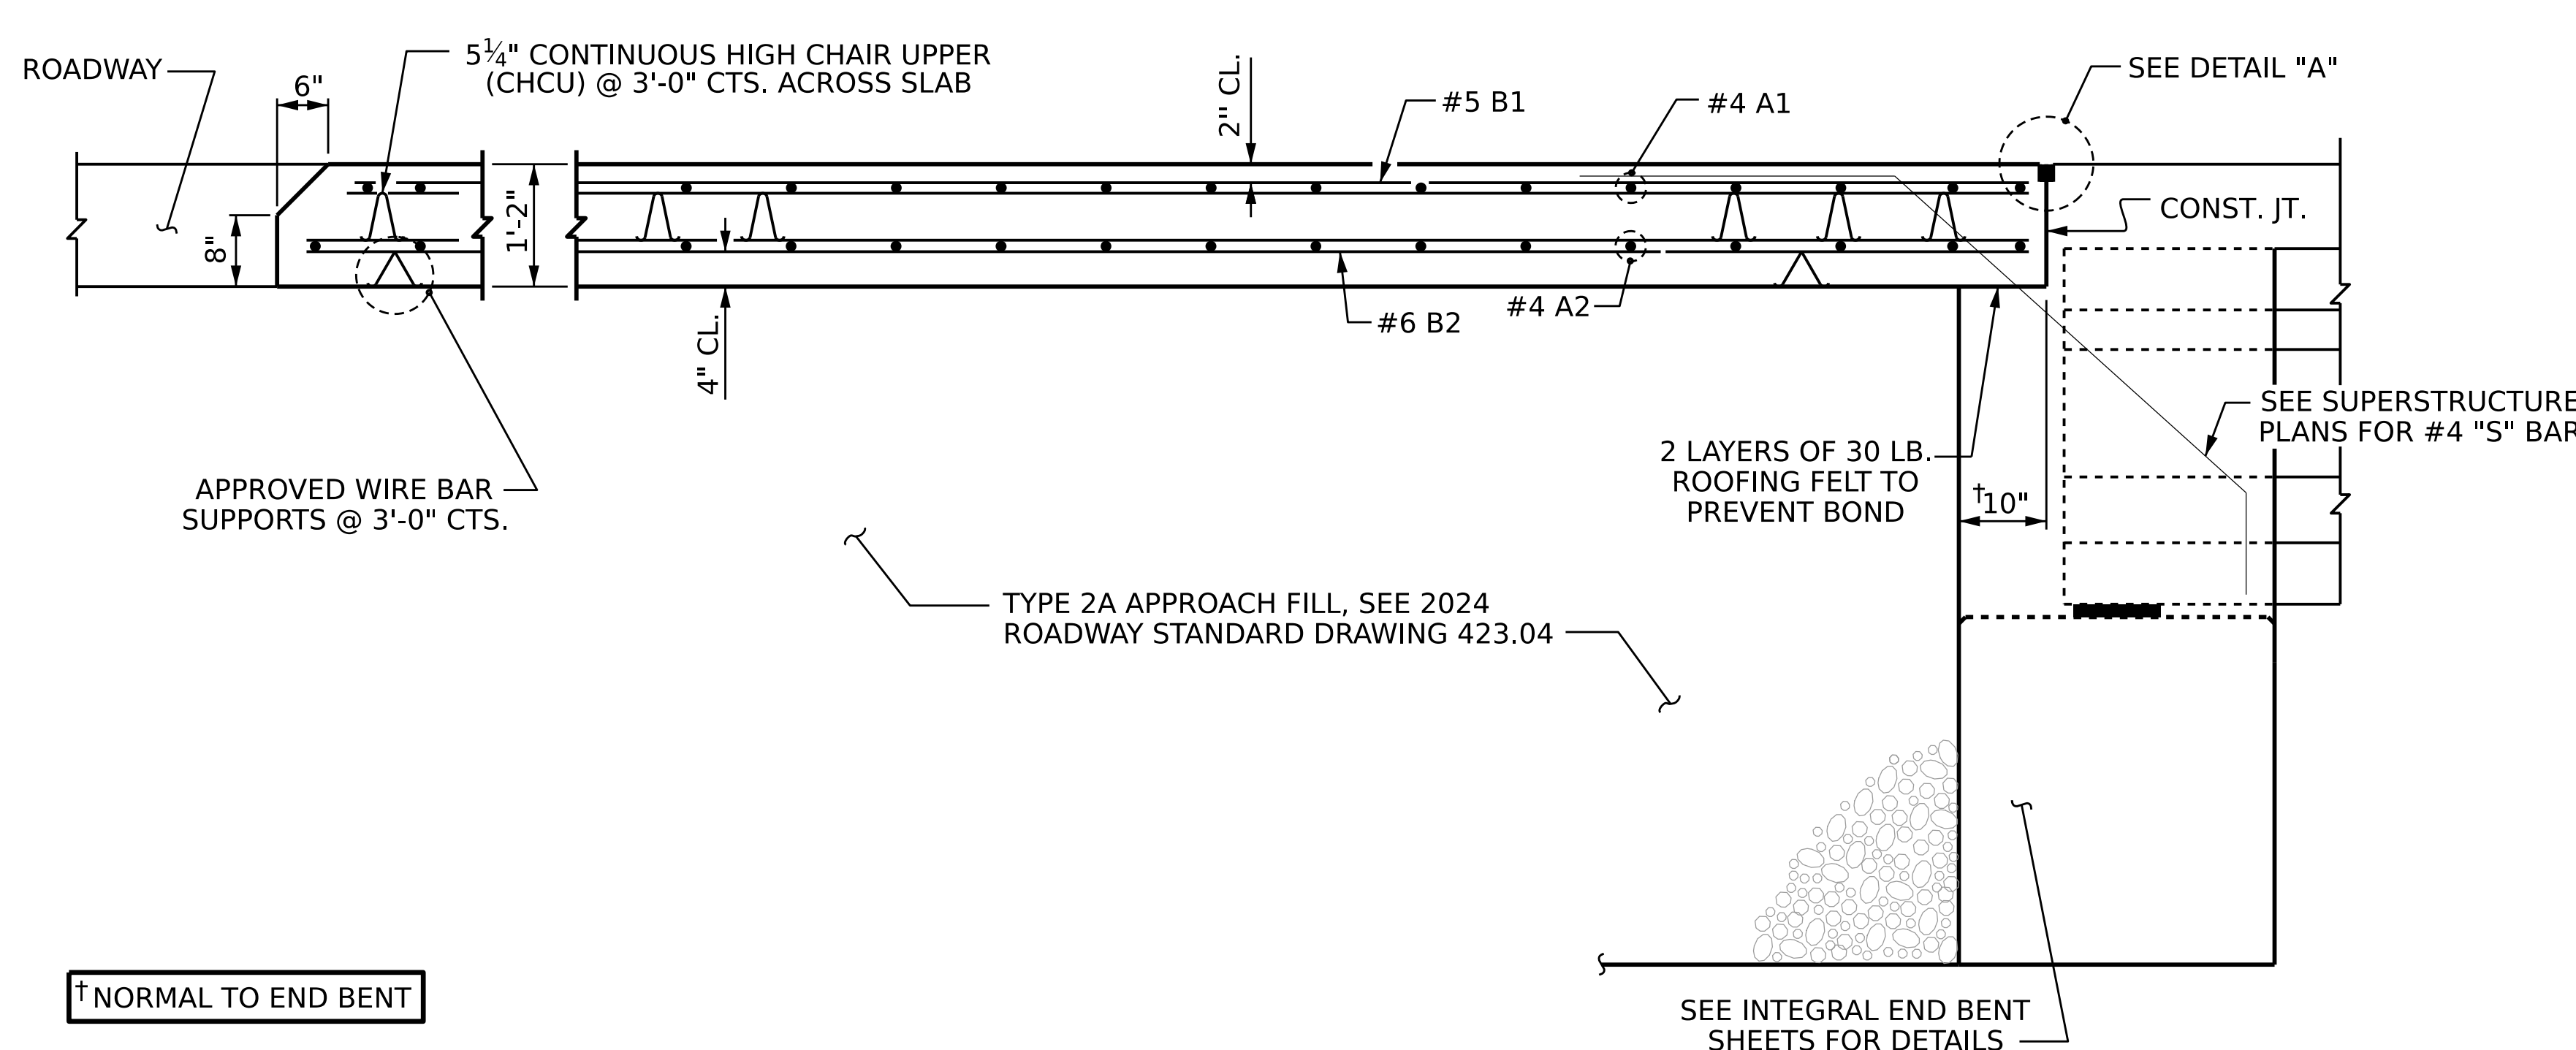 ROADWAY
6"
5¼" CONTINUOUS HIGH CHAIR UPPER
(CHCU) @ 3'-0" CTS. ACROSS SLAB
2" CL.
#5 B1
#4 A1
SEE DETAIL "A"
8"
1'-2"
CONST. JT.
4" CL.
#6 B2
#4 A2
SEE SUPERSTRUCTURE
PLANS FOR #4 "S" BAR
2 LAYERS OF 30 LB.
ROOFING FELT TO
PREVENT BOND
†10"
APPROVED WIRE BAR
SUPPORTS @ 3'-0" CTS.
TYPE 2A APPROACH FILL, SEE 2024
ROADWAY STANDARD DRAWING 423.04
†NORMAL TO END BENT
SEE INTEGRAL END BENT
SHEETS FOR DETAILS